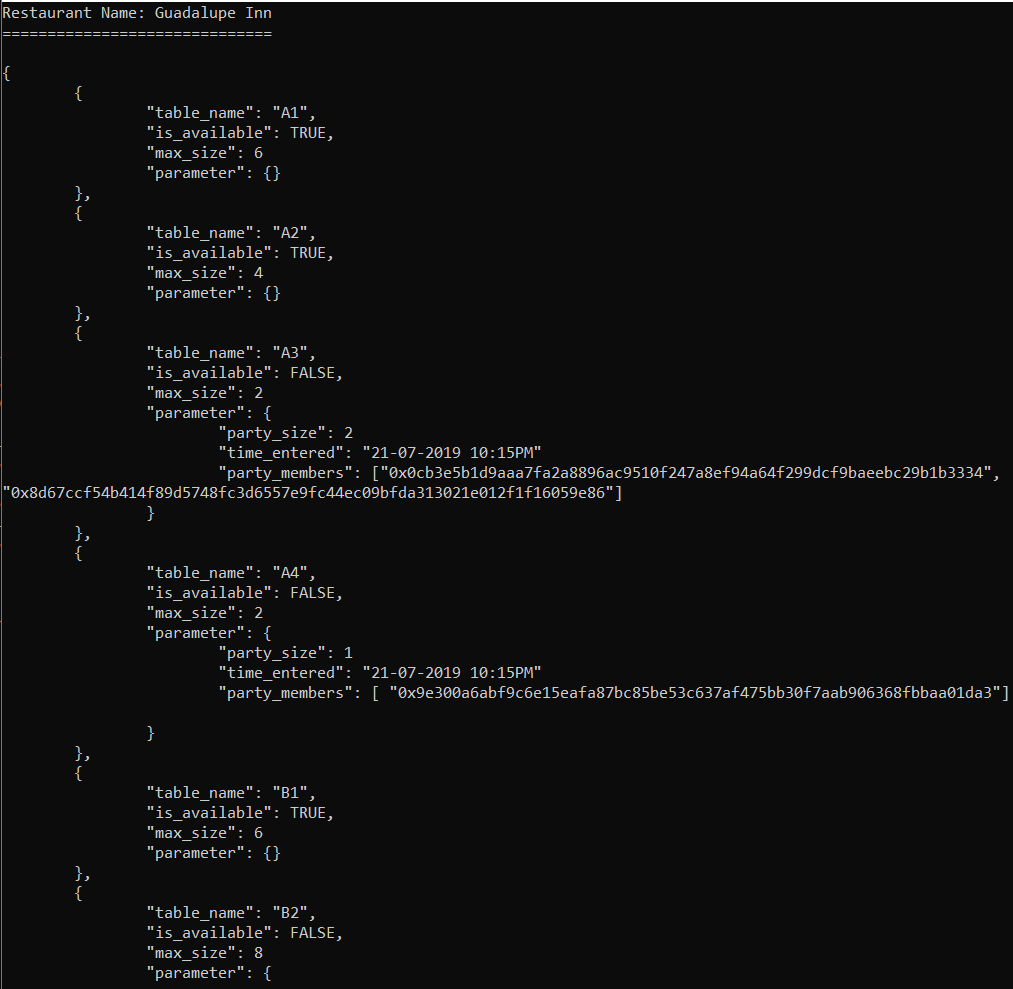 Restaurant Name: Guadalupe Inn
==============================
{
{
"table_name": "A1",
"is_available": TRUE,
"max_size": 6
"parameter": {}
},
{
"table_name": "A2",
"is_available": TRUE,
"max_size": 4
"parameter": {}
},
{
"table_name": "A3",
"is_available": FALSE,
"max_size": 2
"parameter": {
"party_size": 2
"time_entered": "21-07-2019 10:15PM"
"party_members": ["0x0cb3e5b1d9aaa7fa2a8896ac9510f247a8ef94a64f299dcf9baeebc29b1b3334",
"0x8d67ccf54b414f89d5748fc3d6557e9fc44ec09bfda313021e012f1f16059e86"]
}
},
{
"table_name": "A4",
"is_available": FALSE,
"max_size": 2
"parameter": {
"party_size": 1
"time_entered": "21-07-2019 10:15PM"
"party_members": [ "0x9e300a6abf9c6e15eafa87bc85be53c637af475bb30f7aab906368fbbaa01da3"]
}
},
{
"table_name": "B1",
"is_available": TRUE,
"max_size": 6
"parameter": {}
},
{
"table_name": "B2",
"is_available": FALSE,
"max_size": 8
"parameter": {